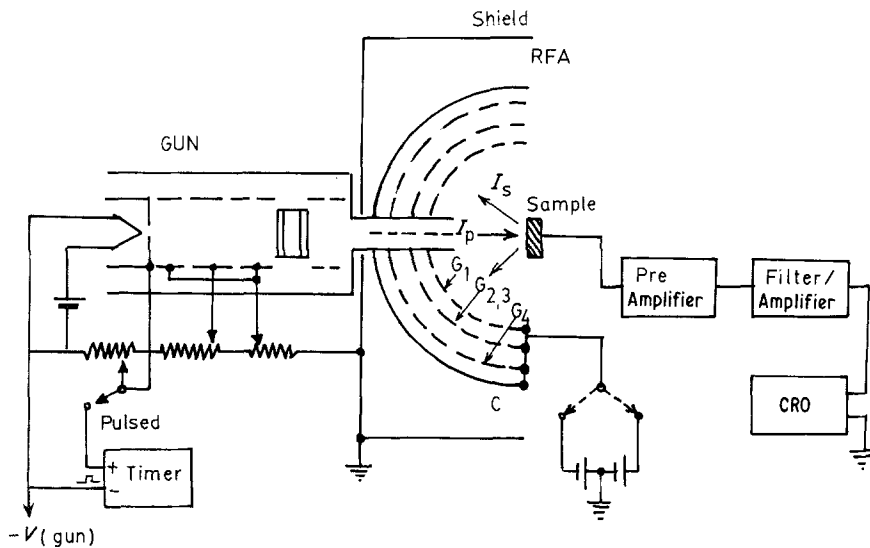 Shield
RFA
GUN
I_s
Sample
I_p
G_1
G_2,3
G_4
Pre
Amplifier
Filter/
Amplifier
C
CRO
Pulsed
+
−
Timer
−V(gun)